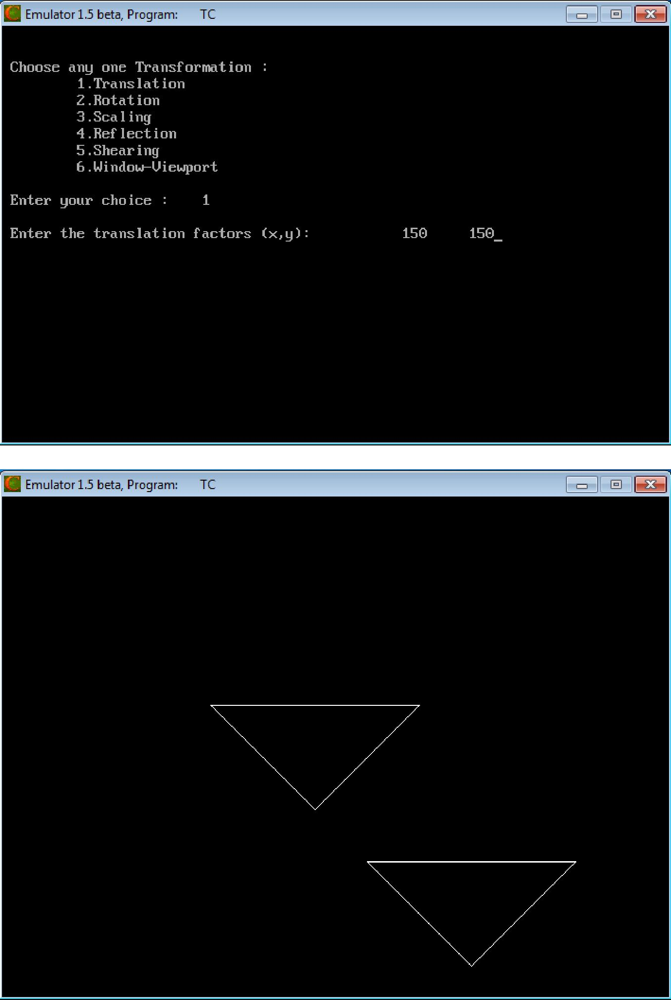 Emulator 1.5 beta, Program: TC
Choose any one Transformation :
1.Translation
2.Rotation
3.Scaling
4.Reflection
5.Shearing
6.Window-Viewport
Enter your choice : 1
Enter the translation factors (x,y): 150 150_
Emulator 1.5 beta, Program: TC